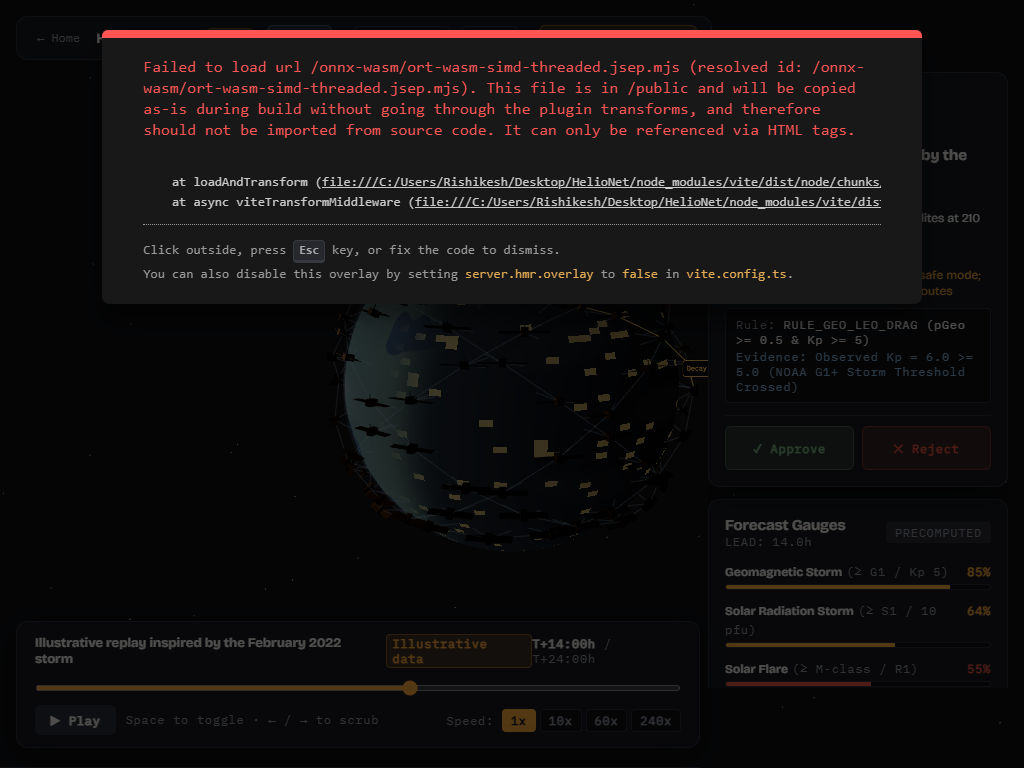 ← Home
Failed to load url /onnx-wasm/ort-wasm-simd-threaded.jsep.mjs (resolved id: /onnx-
wasm/ort-wasm-simd-threaded.jsep.mjs). This file is in /public and will be copied
as-is during build without going through the plugin transforms, and therefore
should not be imported from source code. It can only be referenced via HTML tags.
at loadAndTransform (file:///C:/Users/Rishikesh/Desktop/HelioNet/node_modules/vite/dist/node/chunks/
at async viteTransformMiddleware (file:///C:/Users/Rishikesh/Desktop/HelioNet/node_modules/vite/dis
Click outside, press Esc key, or fix the code to dismiss.
You can also disable this overlay by setting server.hmr.overlay to false in vite.config.ts.
by the
lites at 210
safe mode;
outes
Rule: RULE_GEO_LEO_DRAG (pGeo
>= 0.5 & Kp >= 5)
Evidence: Observed Kp = 6.0 >=
5.0 (NOAA G1+ Storm Threshold
Crossed)
Decay
✓ Approve
✕ Reject
Forecast Gauges
LEAD: 14.0h
PRECOMPUTED
Geomagnetic Storm (≥ G1 / Kp 5) 85%
Solar Radiation Storm (≥ S1 / 10 64%
pfu)
Solar Flare (≥ M-class / R1) 55%
Illustrative replay inspired by the February 2022
storm
Illustrative
data
T+14:00h /
T+24:00h
▶ Play
Space to toggle · ← / → to scrub
Speed: 1x 10x 60x 240x